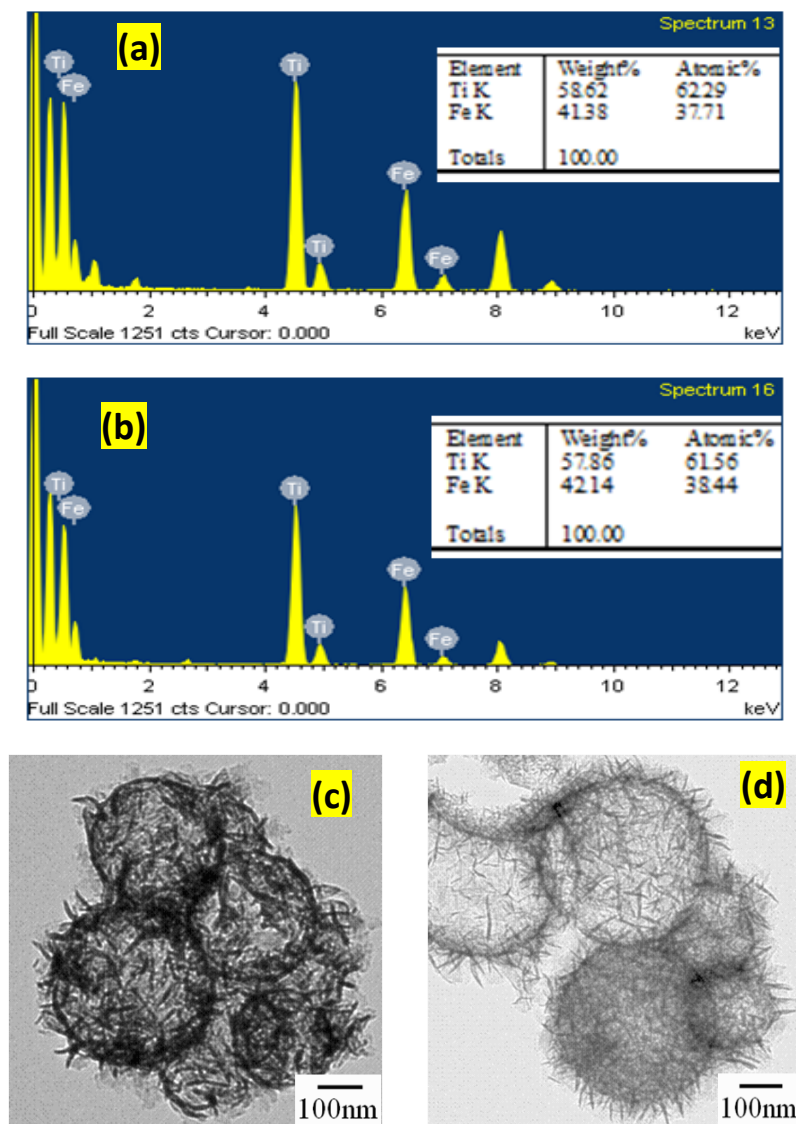 (a)
Spectrum 13
Ti
Fe
Ti
Ti
Fe
Fe
Element Weight% Atomic%
Ti K 58.62 62.29
Fe K 41.38 37.71
Totals 100.00
0 2 4 6 8 10 12
Full Scale 1251 cts Cursor: 0.000 keV
(b)
Spectrum 16
Ti
Fe
Ti
Ti
Fe
Fe
Element Weight% Atomic%
Ti K 57.86 61.56
Fe K 42.14 38.44
Totals 100.00
0 2 4 6 8 10 12
Full Scale 1251 cts Cursor: 0.000 keV
(c)
100nm
(d)
100nm